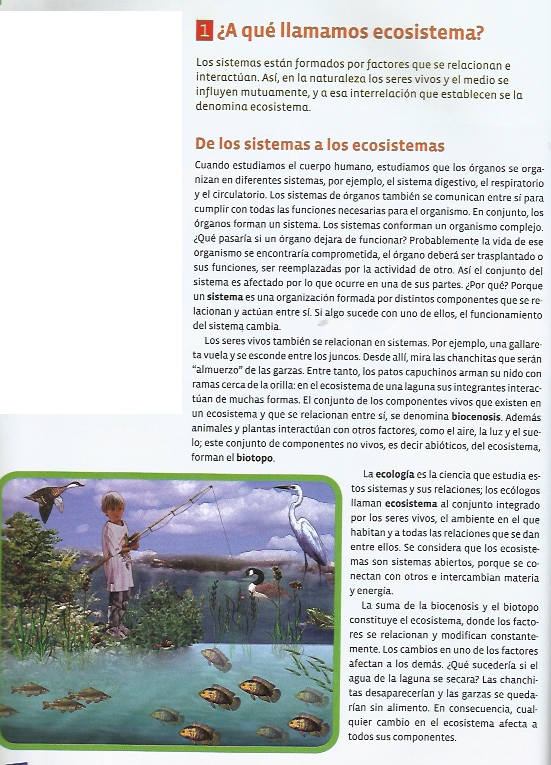 1 ¿A qué llamamos ecosistema?
Los sistemas están formados por factores que se relacionan e
interactúan. Así, en la naturaleza los seres vivos y el medio se
influyen mutuamente, y a esa interrelación que establecen se la
denomina ecosistema.
De los sistemas a los ecosistemas
Cuando estudiamos el cuerpo humano, estudiamos que los órganos se orga-
nizan en diferentes sistemas, por ejemplo, el sistema digestivo, el respiratorio
y el circulatorio. Los sistemas de órganos también se comunican entre sí para
cumplir con todas las funciones necesarias para el organismo. En conjunto, los
órganos forman un sistema. Los sistemas conforman un organismo complejo.
¿Qué pasaría si un órgano dejara de funcionar? Probablemente la vida de ese
organismo se encontraría comprometida, el órgano deberá ser trasplantado o
sus funciones, ser reemplazadas por la actividad de otro. Así el conjunto del
sistema es afectado por lo que ocurre en una de sus partes. ¿Por qué? Porque
un sistema es una organización formada por distintos componentes que se re-
lacionan y actúan entre sí. Si algo sucede con uno de ellos, el funcionamiento
del sistema cambia.
Los seres vivos también se relacionan en sistemas. Por ejemplo, una gallare-
ta vuela y se esconde entre los juncos. Desde allí, mira las chanchitas que serán
"almuerzo" de las garzas. Entre tanto, los patos capuchinos arman su nido con
ramas cerca de la orilla: en el ecosistema de una laguna sus integrantes interac-
túan de muchas formas. El conjunto de los componentes vivos que existen en
un ecosistema y que se relacionan entre sí, se denomina biocenosis. Además
animales y plantas interactúan con otros factores, como el aire, la luz y el sue-
lo; este conjunto de componentes no vivos, es decir abióticos, del ecosistema,
forman el biotopo.
La ecología es la ciencia que estudia es-
tos sistemas y sus relaciones; los ecólogos
llaman ecosistema al conjunto integrado
por los seres vivos, el ambiente en el que
habitan y a todas las relaciones que se dan
entre ellos. Se considera que los ecosiste-
mas son sistemas abiertos, porque se co-
nectan con otros e intercambian materia
y energía.
La suma de la biocenosis y el biotopo
constituye el ecosistema, donde los facto-
res se relacionan y modifican constante-
mente. Los cambios en uno de los factores
afectan a los demás. ¿Qué sucedería si el
agua de la laguna se secara? Las chanchi-
tas desaparecerían y las garzas se queda-
rían sin alimento. En consecuencia, cual-
quier cambio en el ecosistema afecta a
todos sus componentes.